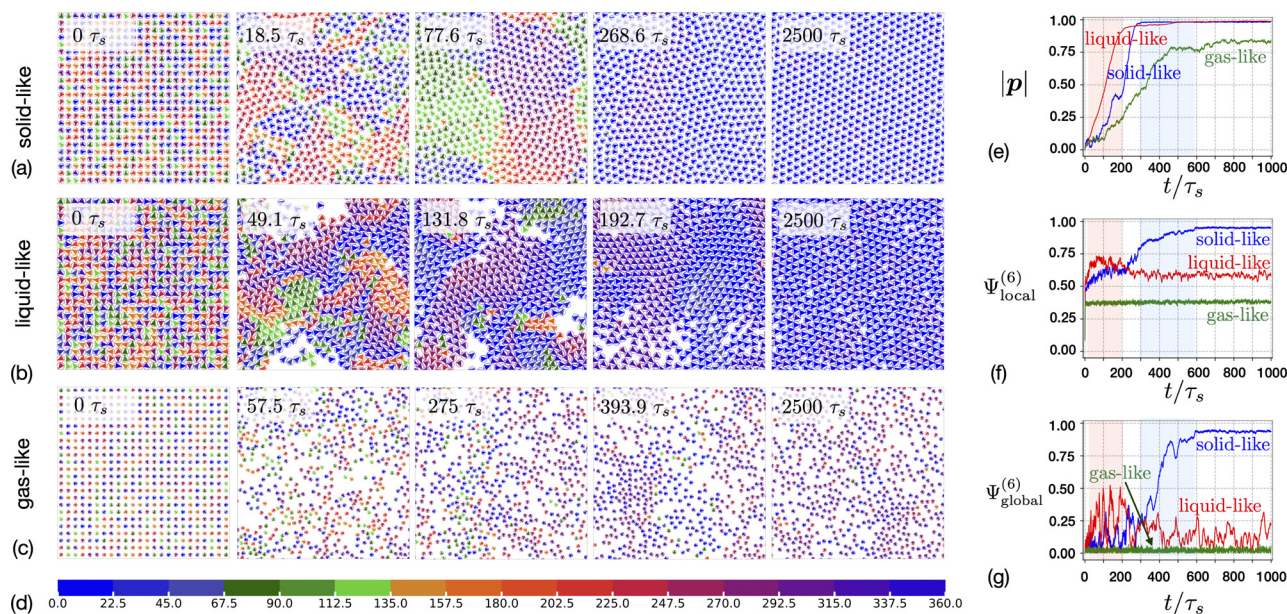 solid-like
(a)
0 τₛ
18.5 τₛ
77.6 τₛ
268.6 τₛ
2500 τₛ
liquid-like
(b)
0 τₛ
49.1 τₛ
131.8 τₛ
192.7 τₛ
2500 τₛ
gas-like
(c)
0 τₛ
57.5 τₛ
275 τₛ
393.9 τₛ
2500 τₛ
(d)
0.0 22.5 45.0 67.5 90.0 112.5 135.0 157.5 180.0 202.5 225.0 247.5 270.0 292.5 315.0 337.5 360.0
(e)
|p|
1.00
0.75
0.50
0.25
0.00
liquid-like
solid-like
gas-like
0 200 400 600 800 1000
t/τₛ
(f)
Ψ^(6)_local
1.00
0.75
0.50
0.25
0.00
solid-like
liquid-like
gas-like
0 200 400 600 800 1000
t/τₛ
(g)
Ψ^(6)_global
1.00
0.75
0.50
0.25
0.00
solid-like
gas-like
liquid-like
0 200 400 600 800 1000
t/τₛ